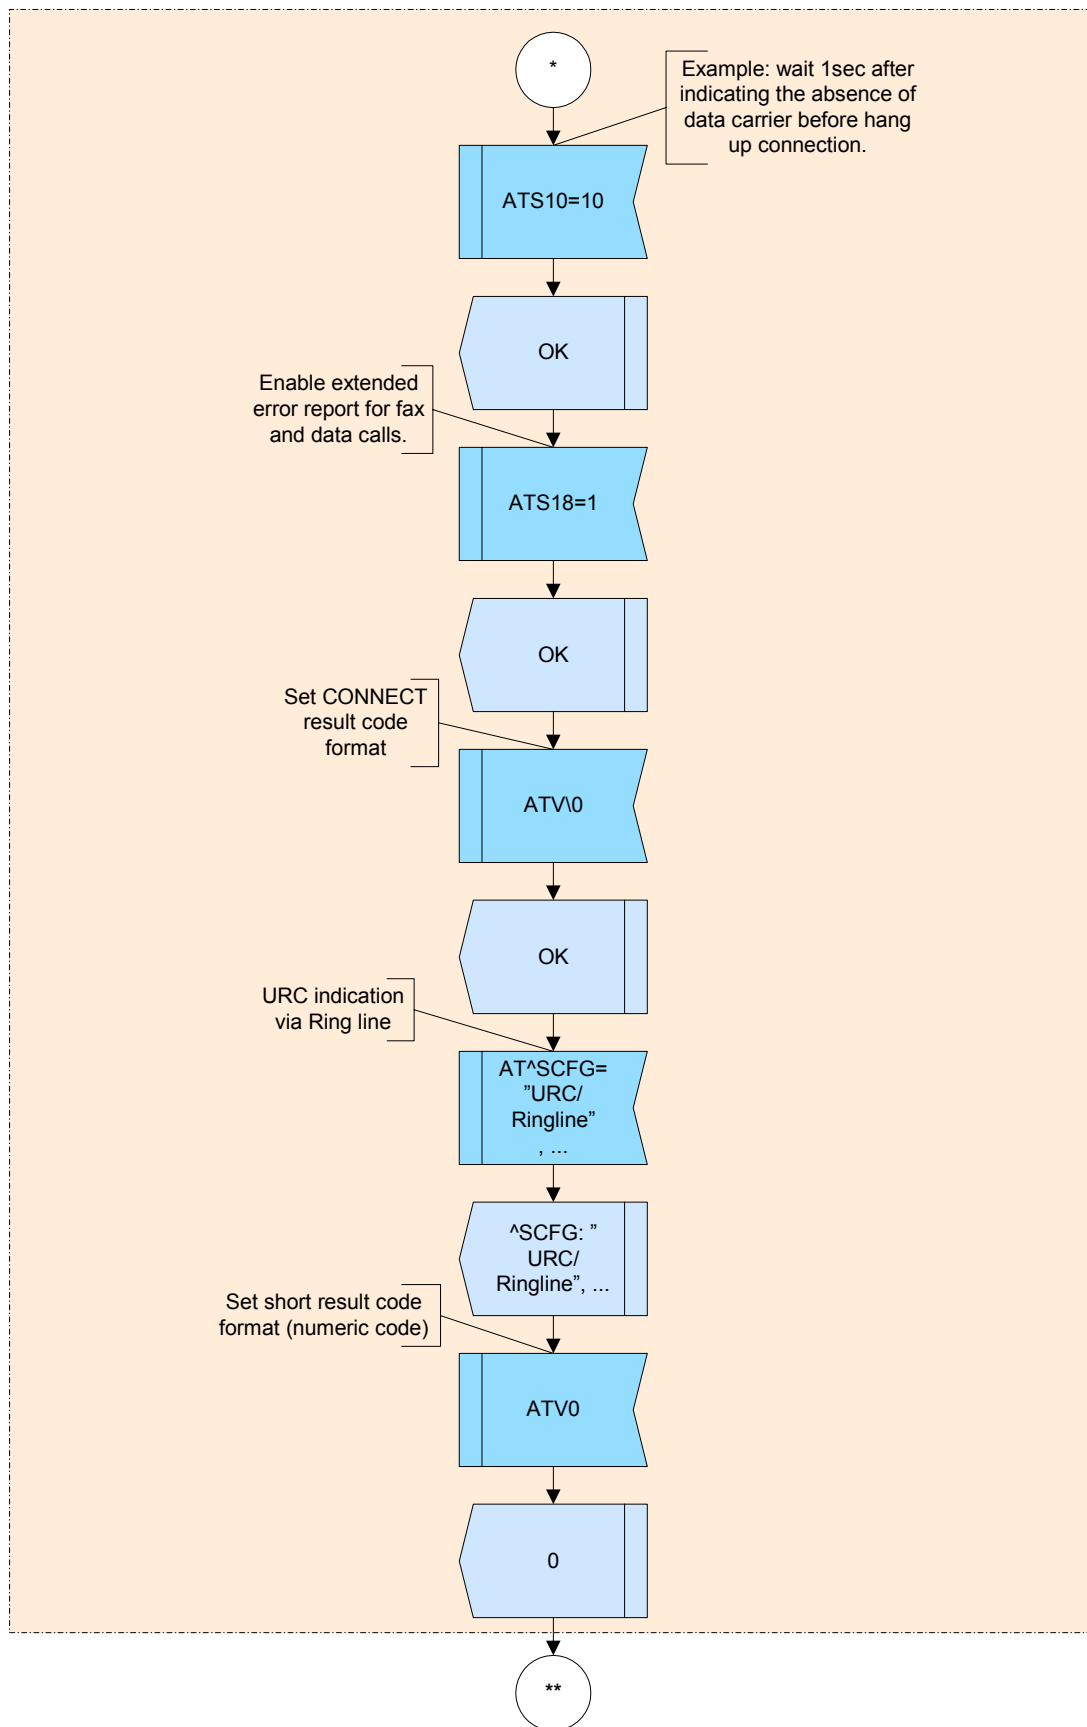 *
Example: wait 1sec after
indicating the absence of
data carrier before hang
up connection.
ATS10=10
OK
Enable extended
error report for fax
and data calls.
ATS18=1
OK
Set CONNECT
result code
format
ATV\0
OK
URC indication
via Ring line
AT^SCFG=
”URC/
Ringline”
, ...
^SCFG: ”
URC/
Ringline”, ...
Set short result code
format (numeric code)
ATV0
0
**